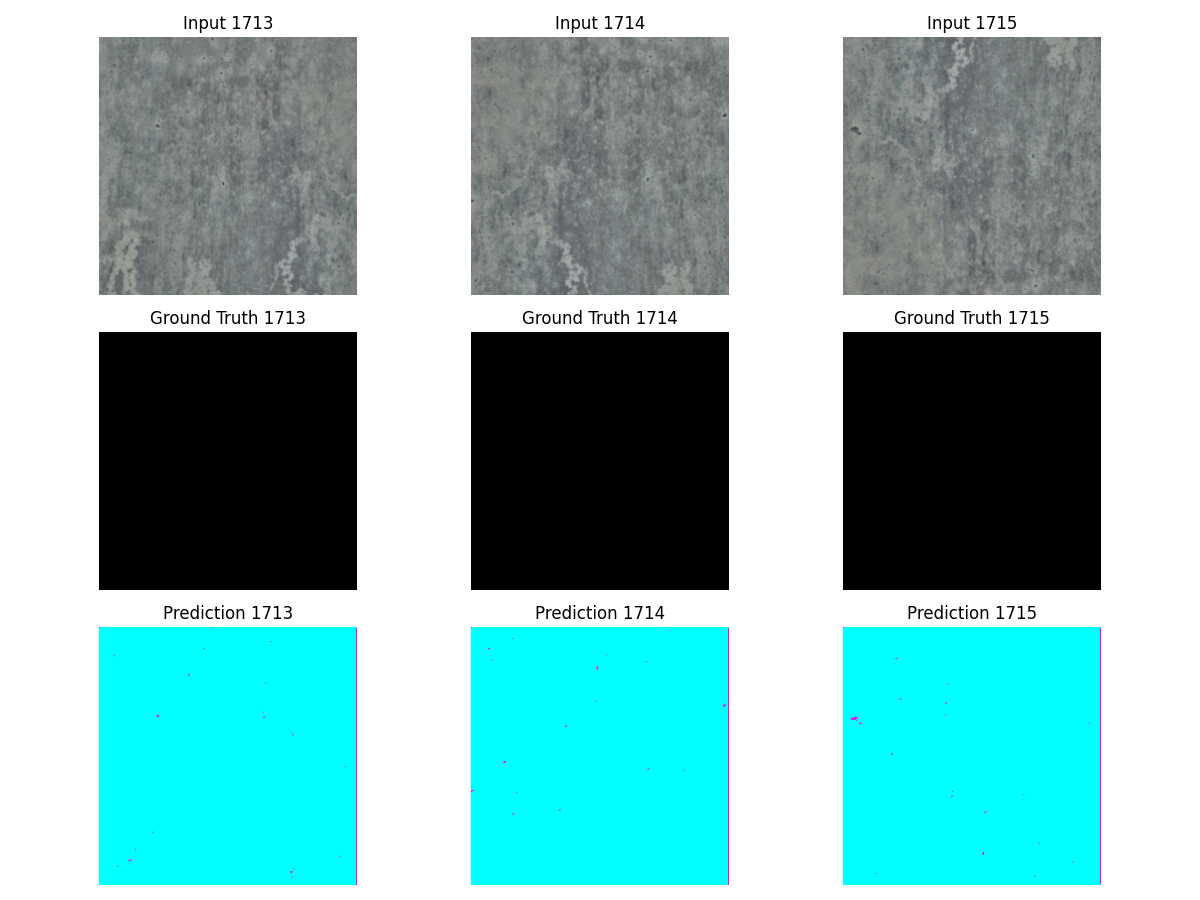 Input 1713
Input 1714
Input 1715
Ground Truth 1713
Ground Truth 1714
Ground Truth 1715
Prediction 1713
Prediction 1714
Prediction 1715